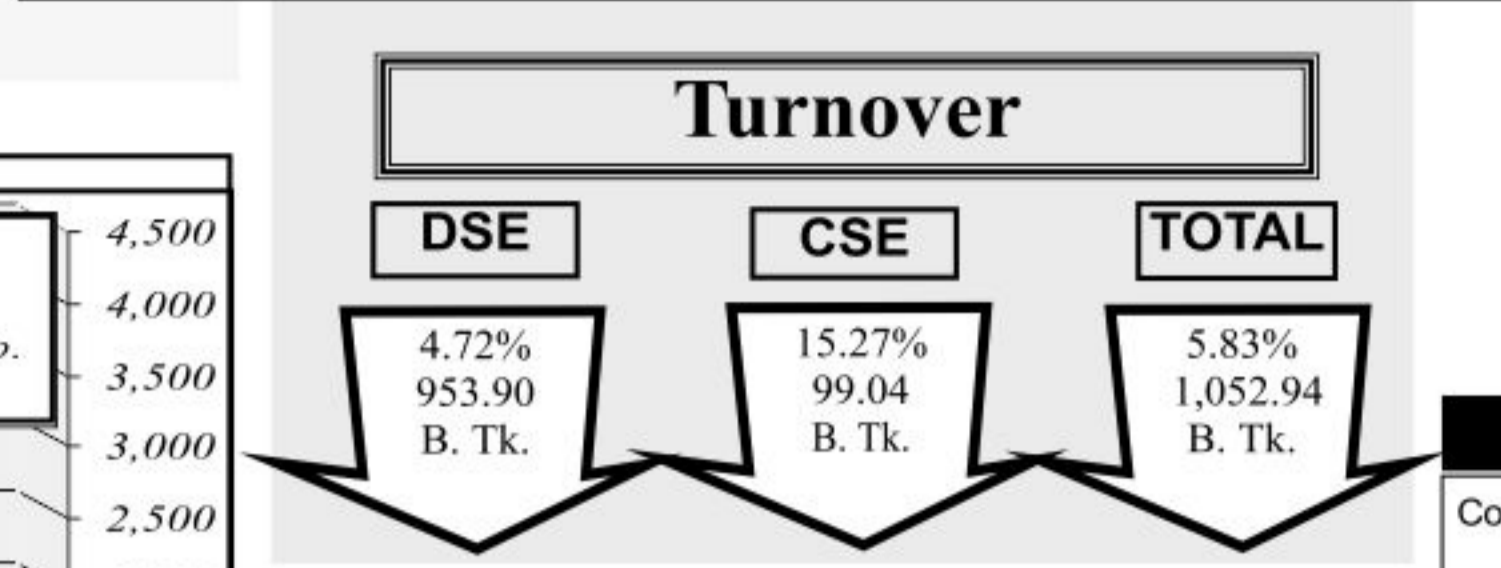 Turnover
DSE
CSE
TOTAL
4.72%
953.90
B. Tk.
15.27%
99.04
B. Tk.
5.83%
1,052.94
B. Tk.
4,500
4,000
3,500
3,000
2,500